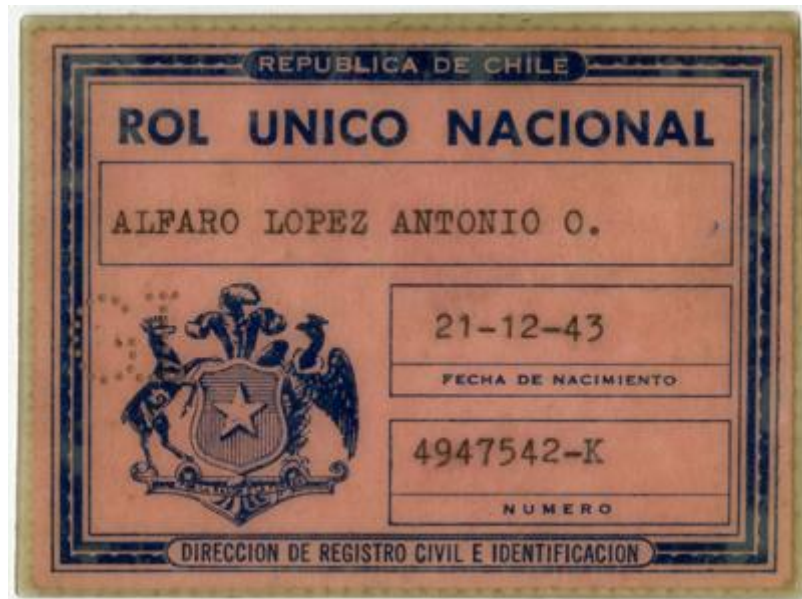 REPUBLICA DE CHILE
ROL UNICO NACIONAL
ALFARO LOPEZ ANTONIO O.
21-12-43
FECHA DE NACIMIENTO
4947542-K
NUMERO
DIRECCION DE REGISTRO CIVIL E IDENTIFICACION